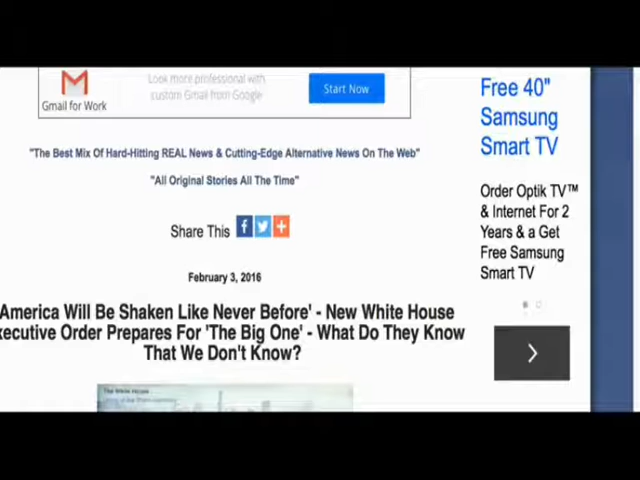 Look more professional with
custom Gmail from Google
Gmail for Work
Start Now
Free 40"
Samsung
Smart TV
"The Best Mix Of Hard-Hitting REAL News & Cutting-Edge Alternative News On The Web"
"All Original Stories All The Time"
Order Optik TV™
& Internet For 2
Years & a Get
Free Samsung
Smart TV
Share This
February 3, 2016
America Will Be Shaken Like Never Before' - New White House
xecutive Order Prepares For 'The Big One' - What Do They Know
That We Don't Know?
The White House